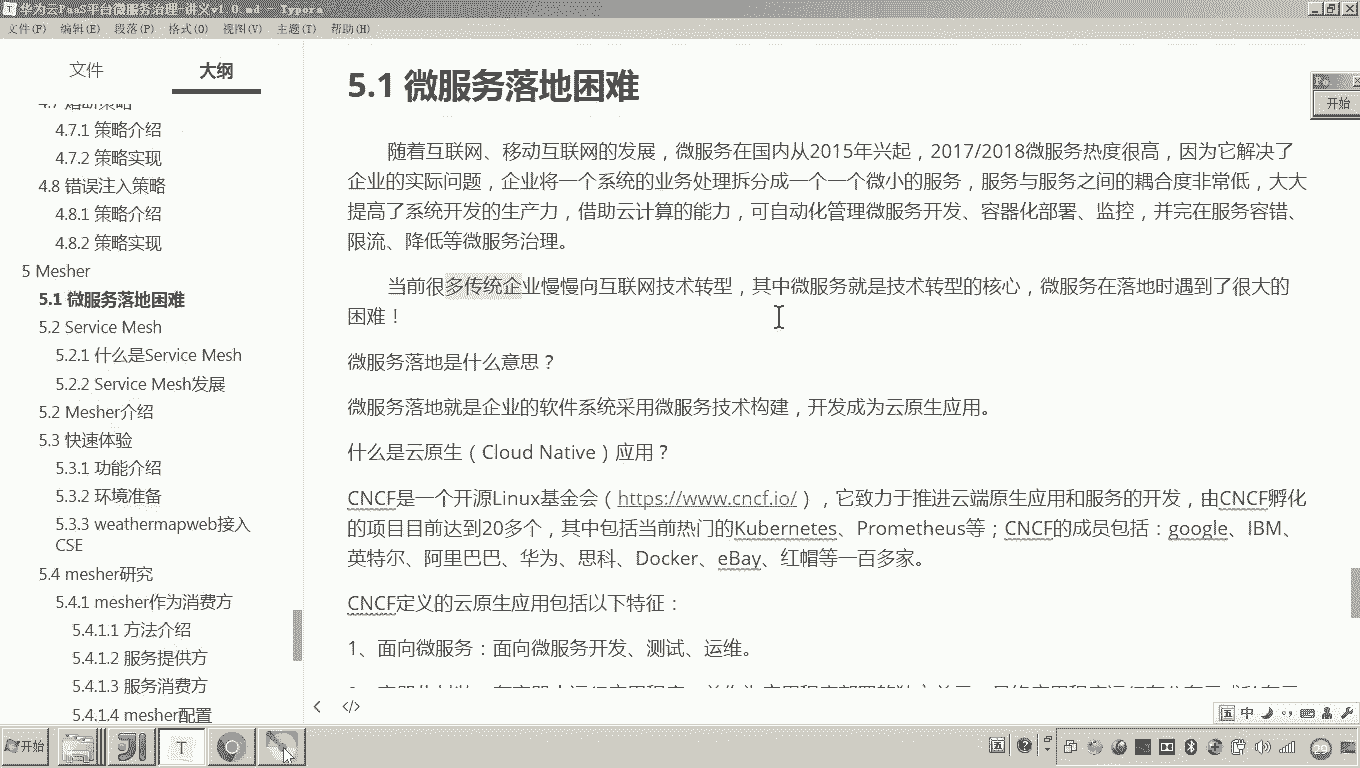 华为云PaaS平台微服务治理-讲义v1.0.md - Typora
文件(F) 编辑(E) 段落(P) 格式(O) 视图(V) 主题(T) 帮助(H)
文件 大纲
4.7 熔断策略
4.7.1 策略介绍
4.7.2 策略实现
4.8 错误注入策略
4.8.1 策略介绍
4.8.2 策略实现
5 Mesher
5.1 微服务落地困难
5.2 Service Mesh
5.2.1 什么是Service Mesh
5.2.2 Service Mesh发展
5.2 Mesher介绍
5.3 快速体验
5.3.1 功能介绍
5.3.2 环境准备
5.3.3 weathermapweb接入
CSE
5.4 mesher研究
5.4.1 mesher作为消费方
5.4.1.1 方法介绍
5.4.1.2 服务提供方
5.4.1.3 服务消费方
5.4.1.4 mesher配置
5.1 微服务落地困难
随着互联网、移动互联网的发展，微服务在国内从2015年兴起，2017/2018微服务热度很高，因为它解决了
企业的实际问题，企业将一个系统的业务处理拆分成一个一个微小的服务，服务与服务之间的耦合度非常低，大大
提高了系统开发的生产力，借助云计算的能力，可自动化管理微服务开发、容器化部署、监控，并完在服务容错、
限流、降低等微服务治理。
当前很多传统企业慢慢向互联网技术转型，其中微服务就是技术转型的核心，微服务在落地时遇到了很大的
困难！
微服务落地是什么意思？
微服务落地就是企业的软件系统采用微服务技术构建，开发成为云原生应用。
什么是云原生（Cloud Native）应用？
CNCF是一个开源Linux基金会（https://www.cncf.io/），它致力于推进云端原生应用和服务的开发，由CNCF孵化
的项目目前达到20多个，其中包括当前热门的Kubernetes、Prometheus等；CNCF的成员包括：google、IBM、
英特尔、阿里巴巴、华为、思科、Docker、eBay、红帽等一百多家。
CNCF定义的云原生应用包括以下特征：
1、面向微服务：面向微服务开发、测试、运维。
开始
开始
五 中
五